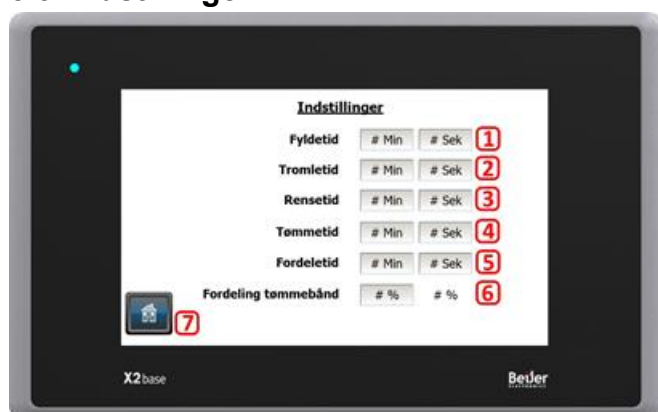 Indstillinger
Fyldetid # Min # Sek 1
Tromletid # Min # Sek 2
Rensetid # Min # Sek 3
Tømmetid # Min # Sek 4
Fordeletid # Min # Sek 5
Fordeling tømmebånd # % # % 6
7
X2base Beijer